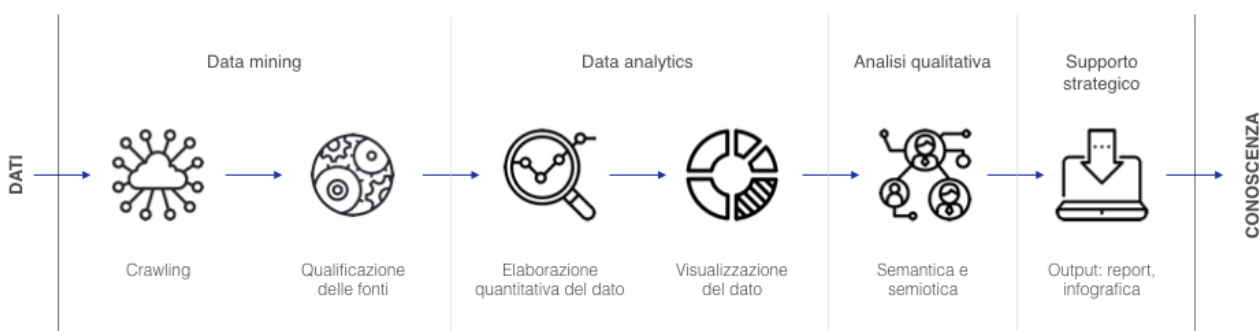 DATI
Data mining
Data analytics
Analisi qualitativa
Supporto
strategico
Crawling
Qualificazione
delle fonti
Elaborazione
quantitativa del dato
Visualizzazione
del dato
Semantica e
semiotica
Output: report,
infografica
CONOSCENZA